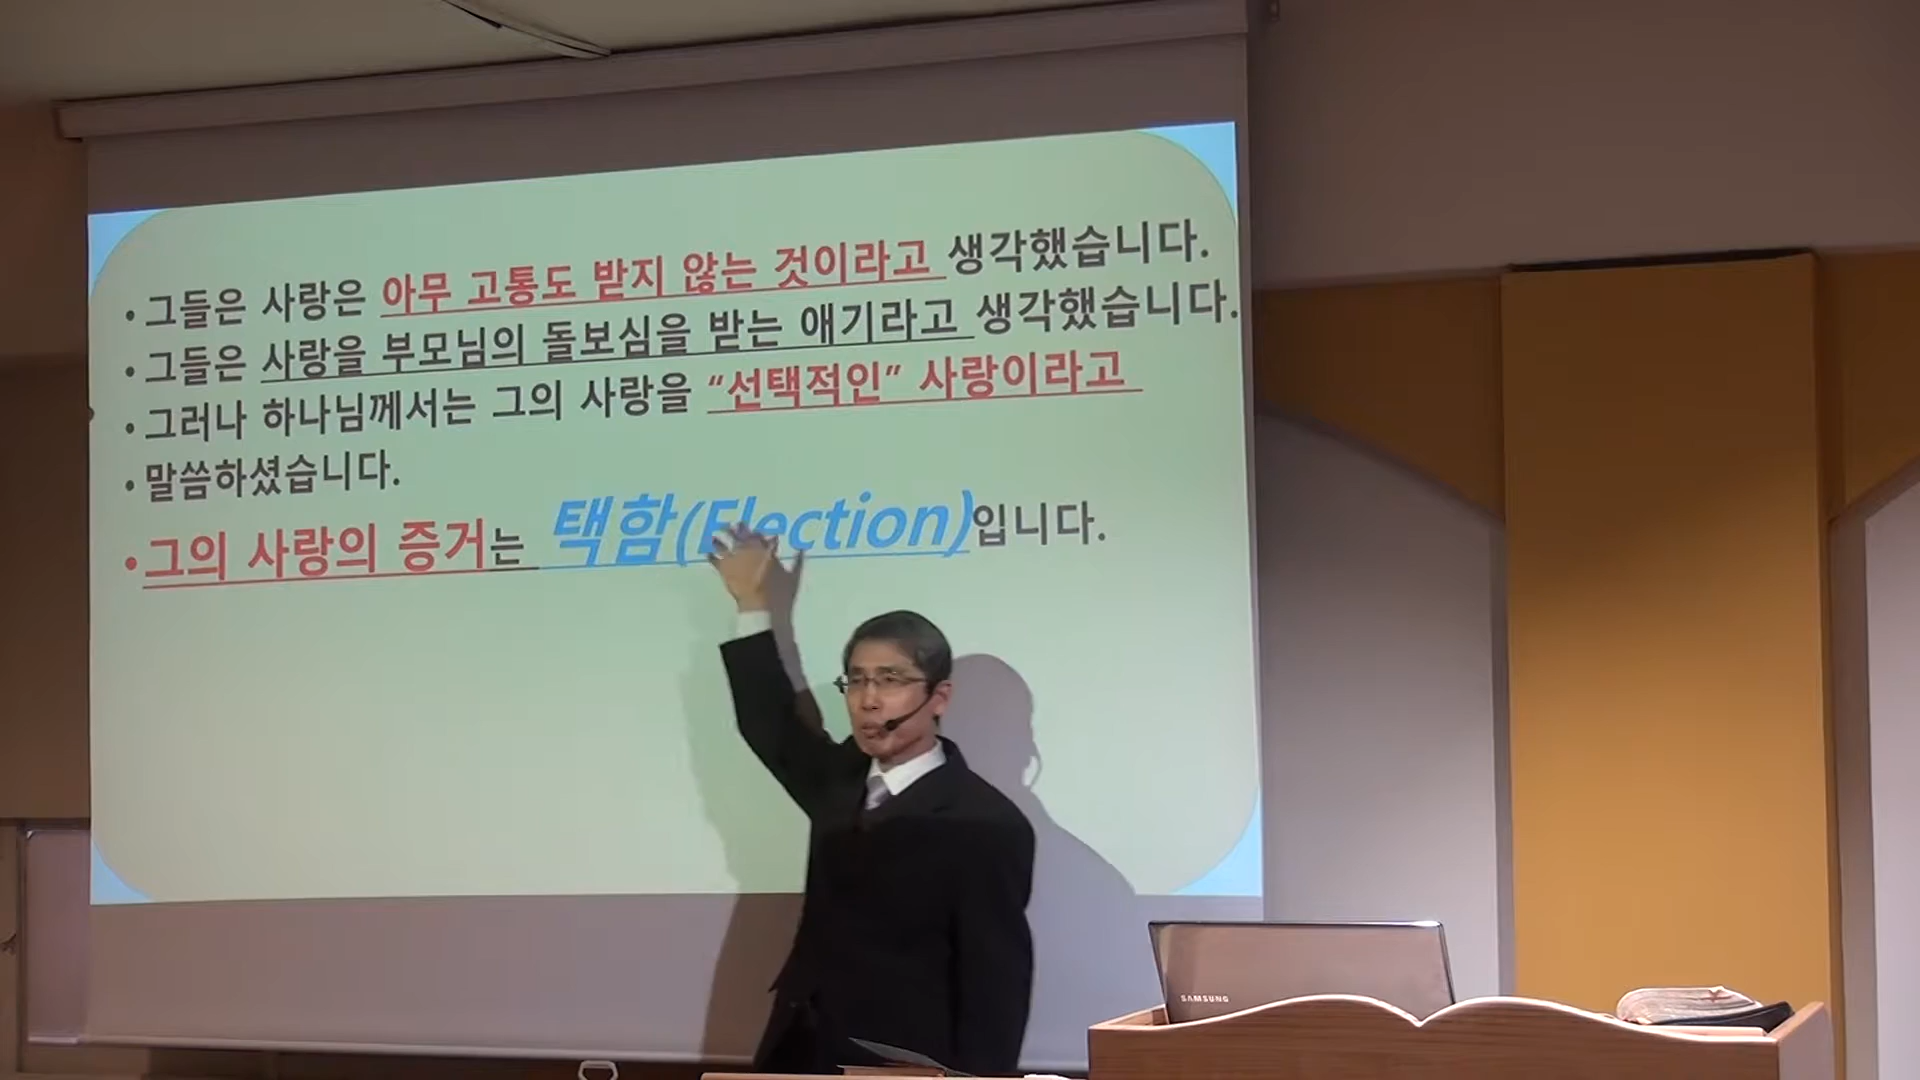 • 그들은 사랑은 아무 고통도 받지 않는 것이라고 생각했습니다.
• 그들은 사랑을 부모님의 돌보심을 받는 애기라고 생각했습니다.
• 그러나 하나님께서는 그의 사랑을 “선택적인” 사랑이라고
• 말씀하셨습니다.
• 그의 사랑의 증거는 택함(Election)입니다.
SAMSUNG